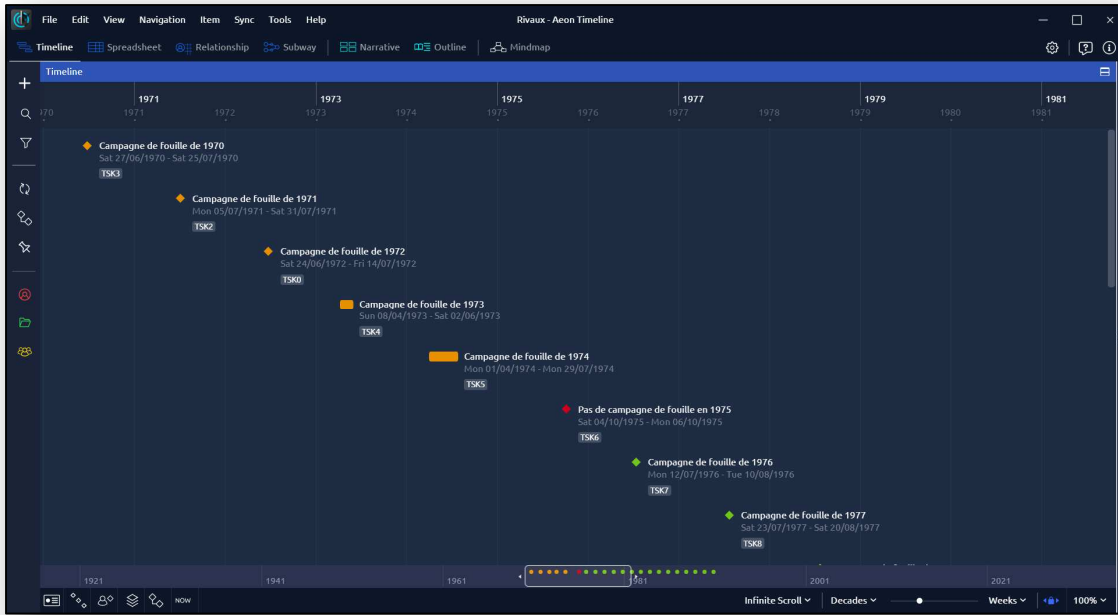 File Edit View Navigation Item Sync Tools Help Rivaux - Aeon Timeline
Timeline Spreadsheet Relationship Subway Narrative Outline Mindmap
Timeline
1971 1973 1975 1977 1979 1981
970 1971 1972 1973 1974 1975 1976 1977 1978 1979 1980 1981
Campagne de fouille de 1970
Sat 27/06/1970 - Sat 25/07/1970
TSK3
Campagne de fouille de 1971
Mon 05/07/1971 - Sat 31/07/1971
TSK2
Campagne de fouille de 1972
Sat 24/06/1972 - Fri 14/07/1972
TSK0
Campagne de fouille de 1973
Sun 08/04/1973 - Sat 02/06/1973
TSK4
Campagne de fouille de 1974
Mon 01/04/1974 - Mon 29/07/1974
TSK5
Pas de campagne de fouille en 1975
Sat 04/10/1975 - Mon 06/10/1975
TSK6
Campagne de fouille de 1976
Mon 12/07/1976 - Tue 10/08/1976
TSK7
Campagne de fouille de 1977
Sat 23/07/1977 - Sat 20/08/1977
TSK8
1921 1941 1961 1981 2001 2021
NOW Infinite Scroll Decades Weeks 100%